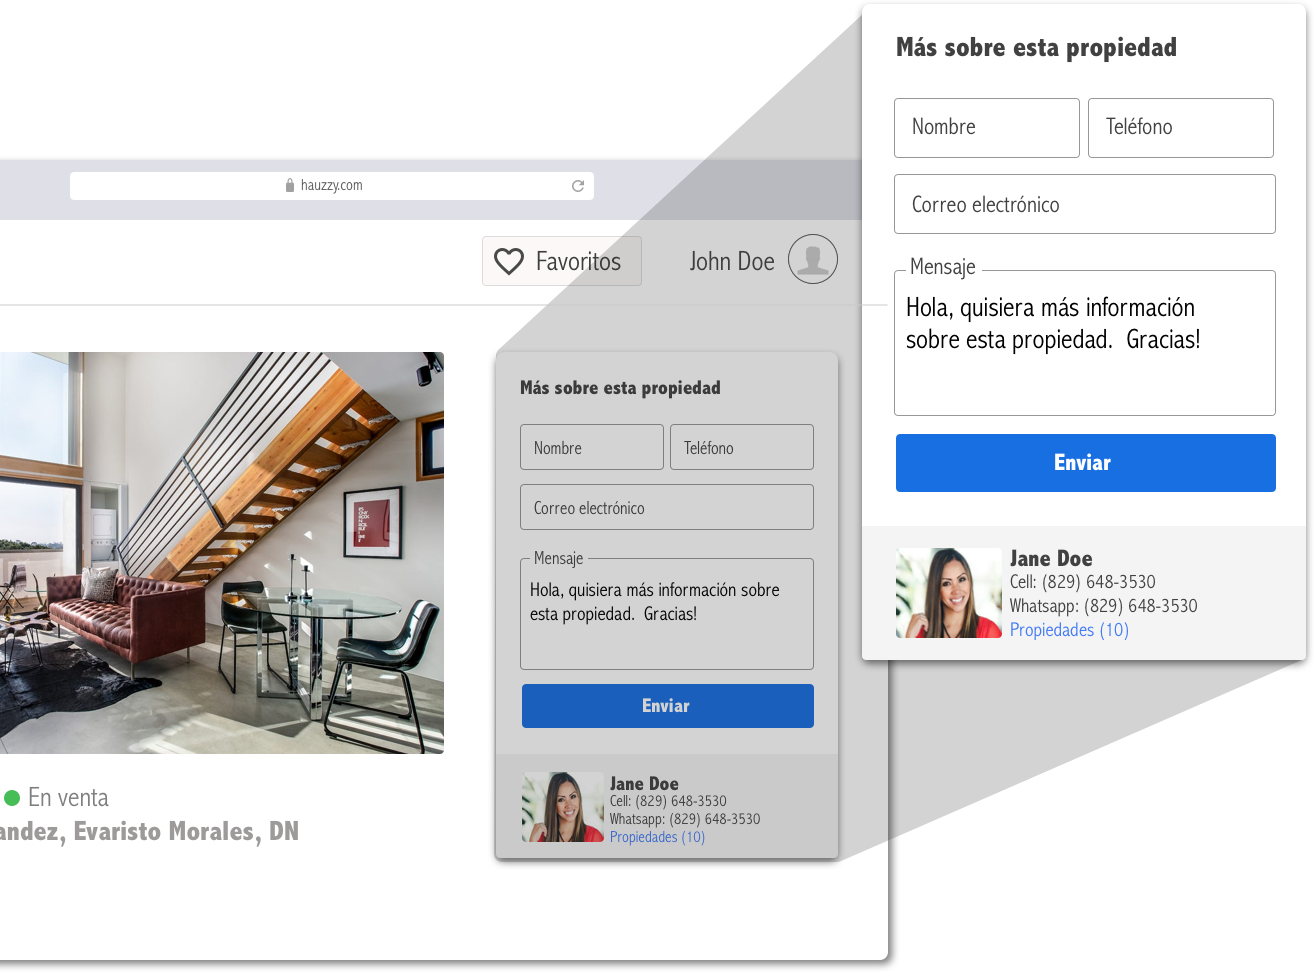 hauzzy.com
Favoritos
John Doe
Más sobre esta propiedad
Nombre
Teléfono
Correo electrónico
Mensaje
Hola, quisiera más información sobre
esta propiedad.  Gracias!
Enviar
Jane Doe
Cell: (829) 648-3530
Whatsapp: (829) 648-3530
Propiedades (10)
En venta
andez, Evaristo Morales, DN
Más sobre esta propiedad
Nombre
Teléfono
Correo electrónico
Mensaje
Hola, quisiera más información
sobre esta propiedad.  Gracias!
Enviar
Jane Doe
Cell: (829) 648-3530
Whatsapp: (829) 648-3530
Propiedades (10)